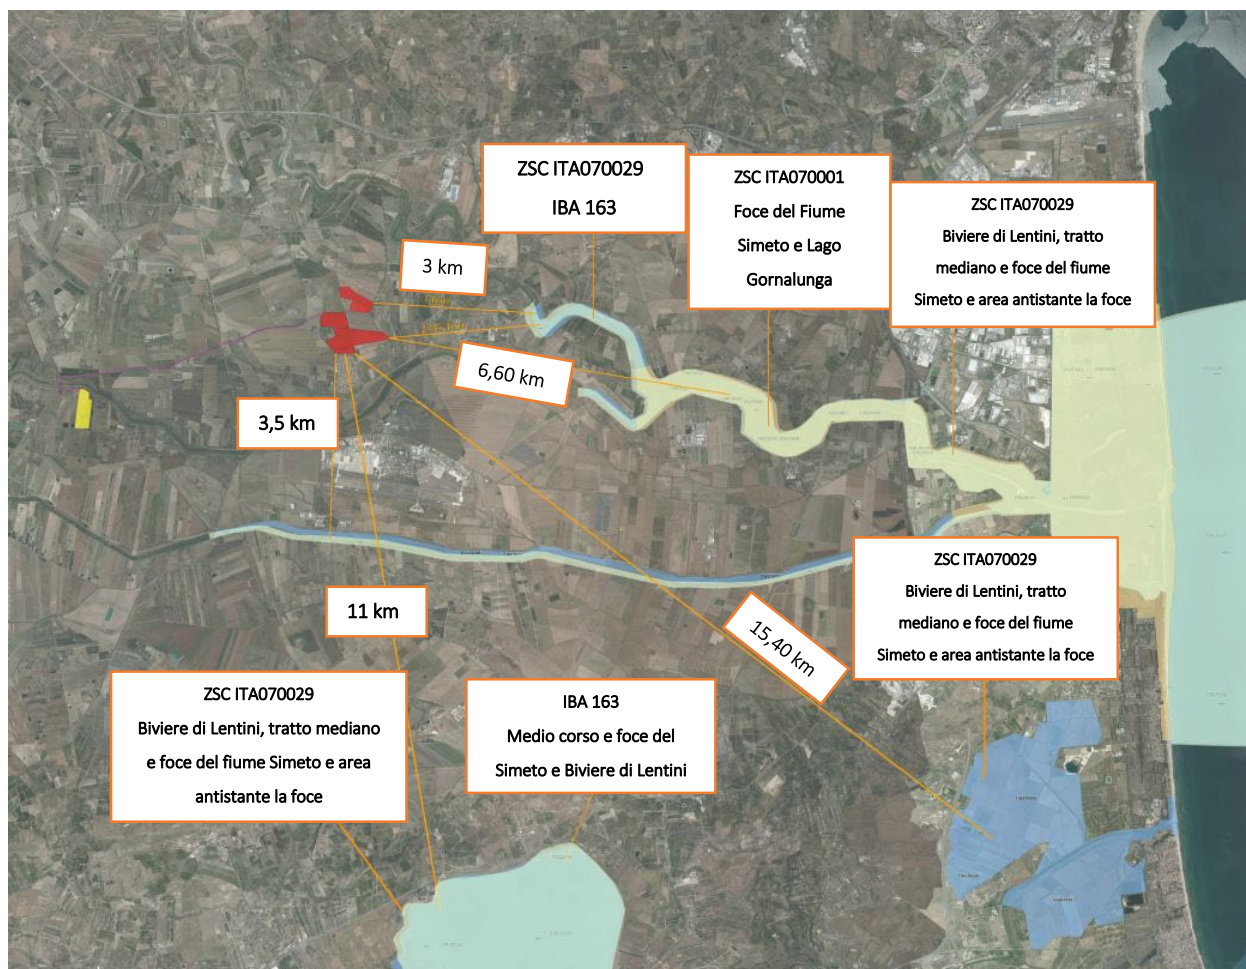 ZSC ITA070029
IBA 163
ZSC ITA070001
Foce del Fiume
Simeto e Lago
Gornalunga
ZSC ITA070029
Biviere di Lentini, tratto
mediano e foce del fiume
Simeto e area antistante la foce
3 km
6,60 km
3,5 km
11 km
15,40 km
ZSC ITA070029
Biviere di Lentini, tratto
mediano e foce del fiume
Simeto e area antistante la foce
ZSC ITA070029
Biviere di Lentini, tratto mediano
e foce del fiume Simeto e area
antistante la foce
IBA 163
Medio corso e foce del
Simeto e Biviere di Lentini